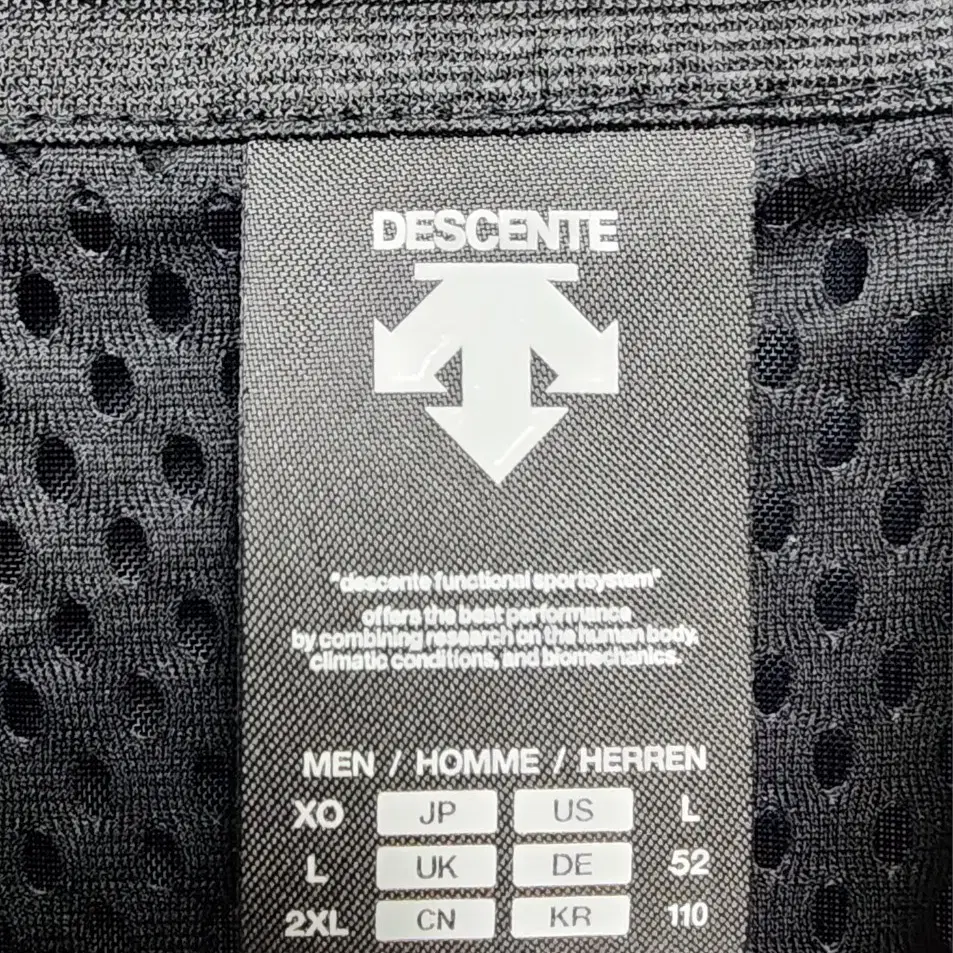 DESCENTE
"descente functional sportsystem"
offers the best performance
by combining research on the human body,
climatic conditions, and biomechanics.
MEN / HOMME / HERREN
XO JP US L
L UK DE 52
2XL CN KR 110